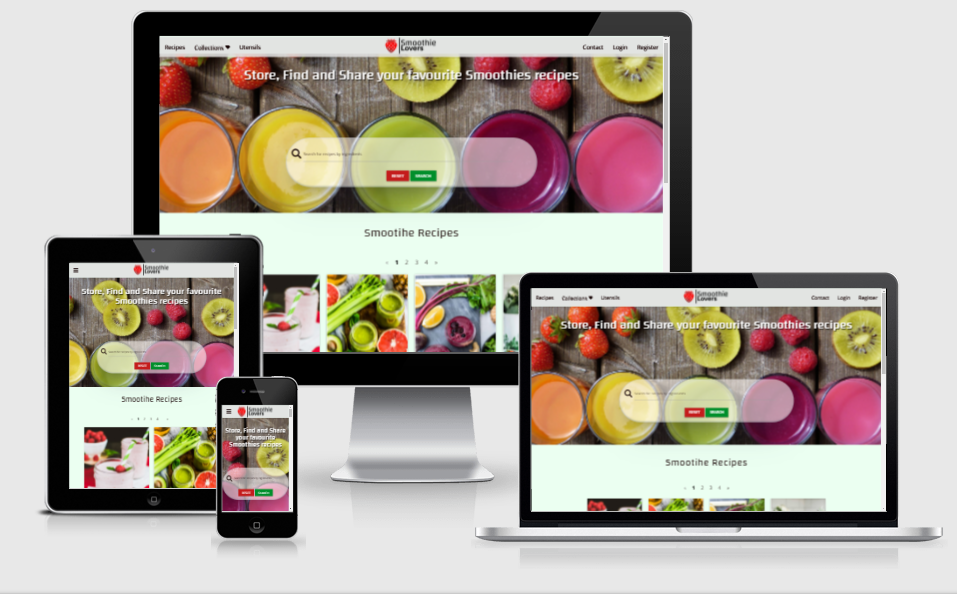 Recipes Collections Utensils Smoothie Lovers Contact Login Register
Store, Find and Share your favourite Smoothies recipes
Search for recipes by ingredients
RESET SEARCH
Smootihe Recipes
« 1 2 3 4 »
Smoothie
Lovers
Store, Find and Share your favourite
Smoothies recipes
RESET SEARCH
Smootihe Recipes
« 1 2 3 4 »
Smoothie
Lovers
Store, Find and Share
your favourite
Smoothies recipes
RESET SEARCH
Recipes Collections Utensils Smoothie Lovers Contact Login Register
Store, Find and Share your favourite Smoothies recipes
RESET SEARCH
Smootihe Recipes
« 1 2 3 4 »